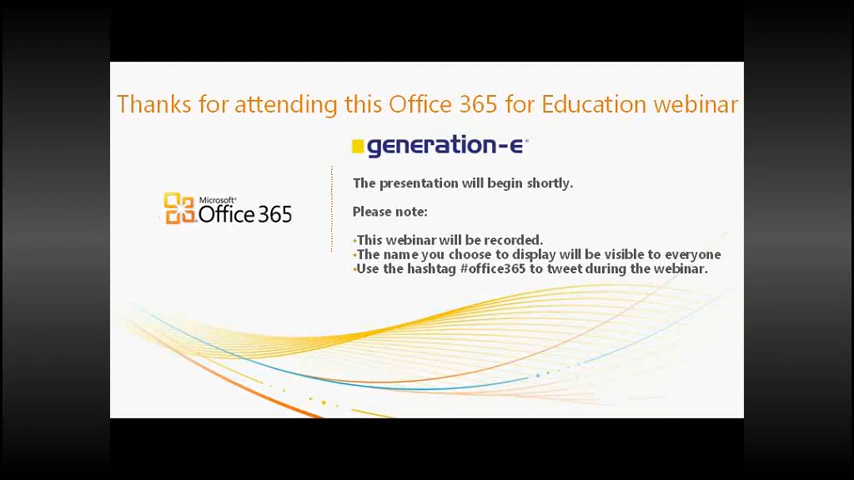 Thanks for attending this Office 365 for Education webinar
generation-e
The presentation will begin shortly.
Microsoft®
Office 365
Please note:
•This webinar will be recorded.
•The name you choose to display will be visible to everyone
•Use the hashtag #office365 to tweet during the webinar.